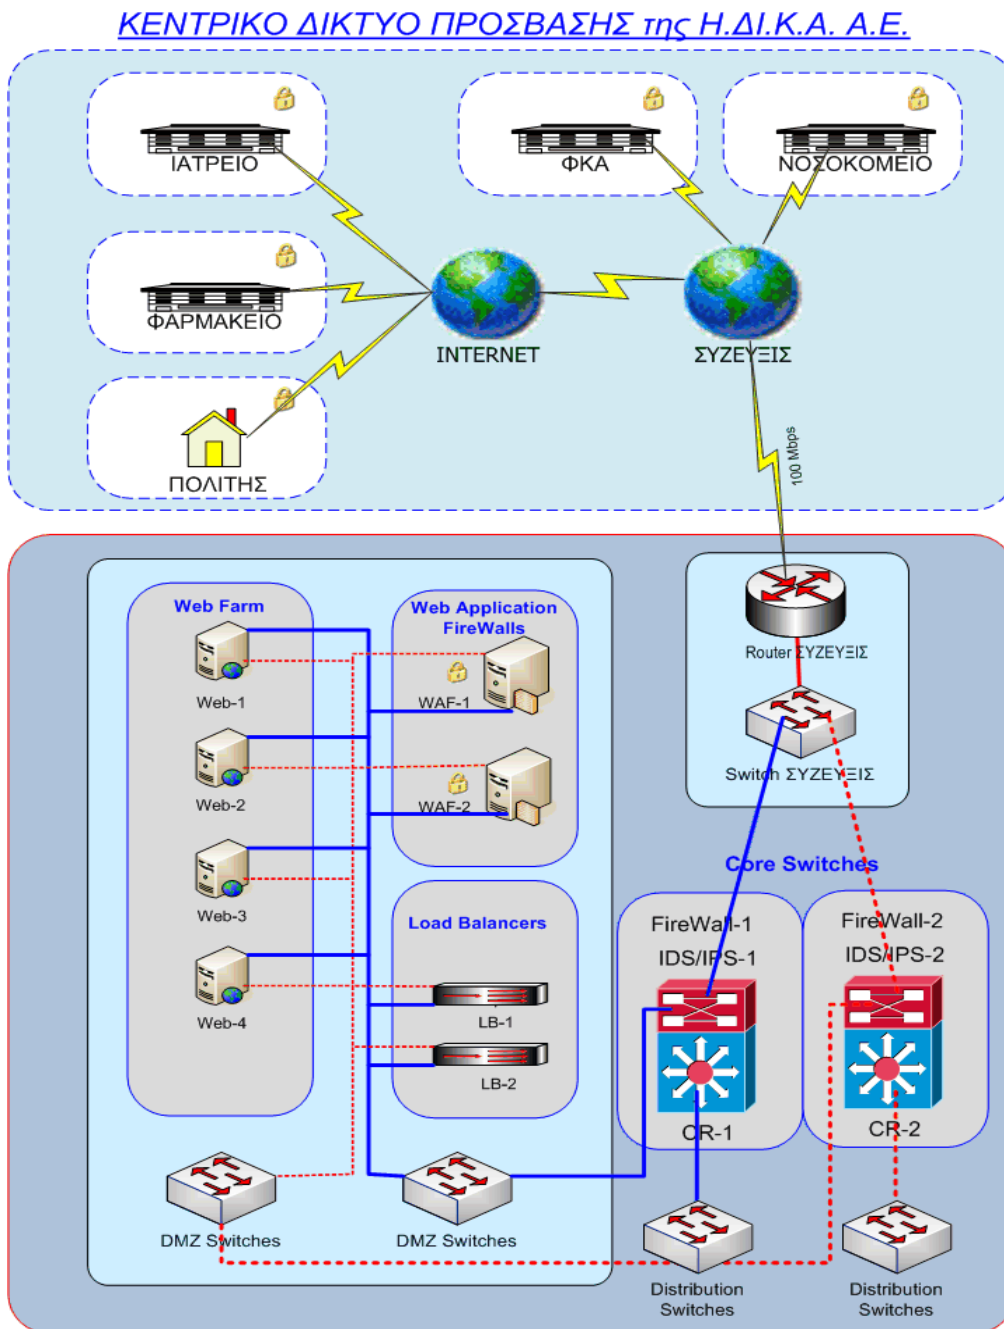 ΚΕΝΤΡΙΚΟ ΔΙΚΤΥΟ ΠΡΟΣΒΑΣΗΣ της Η.ΔΙ.Κ.Α. Α.Ε.
ΙΑΤΡΕΙΟ
ΦΚΑ
ΝΟΣΟΚΟΜΕΙΟ
ΦΑΡΜΑΚΕΙΟ
INTERNET
ΣΥΖΕΥΞΙΣ
ΠΟΛΙΤΗΣ
100 Mbps
Web Farm
Web-1
Web-2
Web-3
Web-4
Web Application
FireWalls
WAF-1
WAF-2
Load Balancers
LB-1
LB-2
DMZ Switches
DMZ Switches
Router ΣΥΖΕΥΞΙΣ
Switch ΣΥΖΕΥΞΙΣ
Core Switches
FireWall-1
IDS/IPS-1
CR-1
FireWall-2
IDS/IPS-2
CR-2
Distribution
Switches
Distribution
Switches